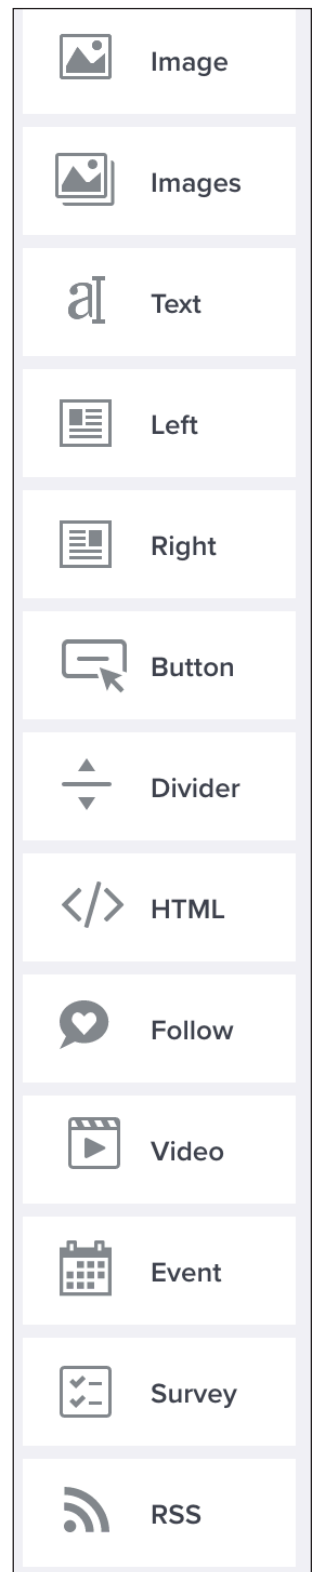 Image
Images
Text
Left
Right
Button
Divider
HTML
Follow
Video
Event
Survey
RSS